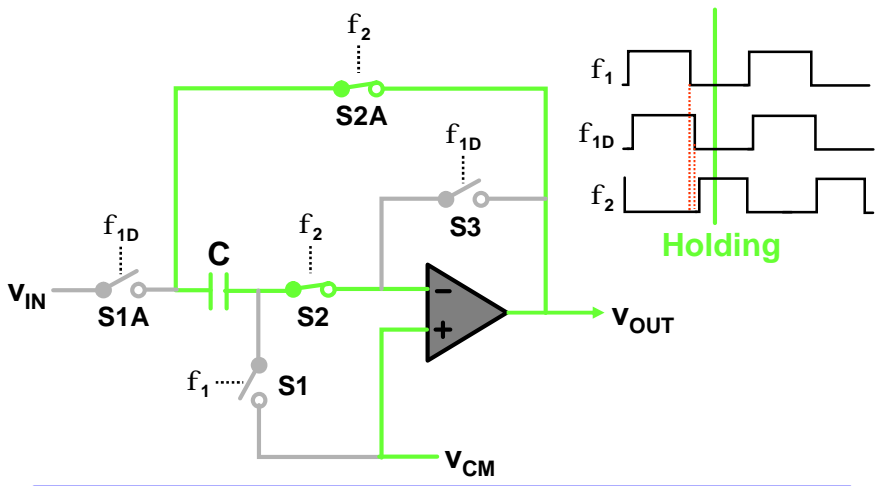 f2
S2A
f1D
S3
f1D
C
f2
vIN
S1A
S2
−
+
vOUT
f1
S1
vCM
f1
f1D
f2
Holding